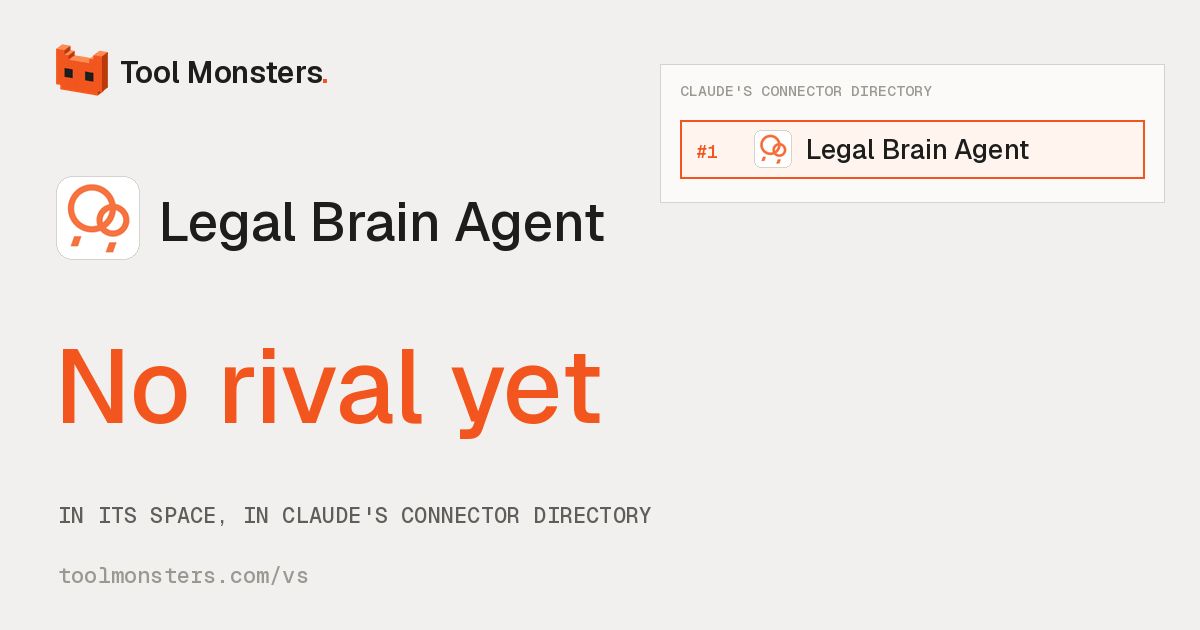 Tool Monsters.
CLAUDE'S CONNECTOR DIRECTORY
#1 Legal Brain Agent
Legal Brain Agent
No rival yet
IN ITS SPACE, IN CLAUDE'S CONNECTOR DIRECTORY
toolmonsters.com/vs